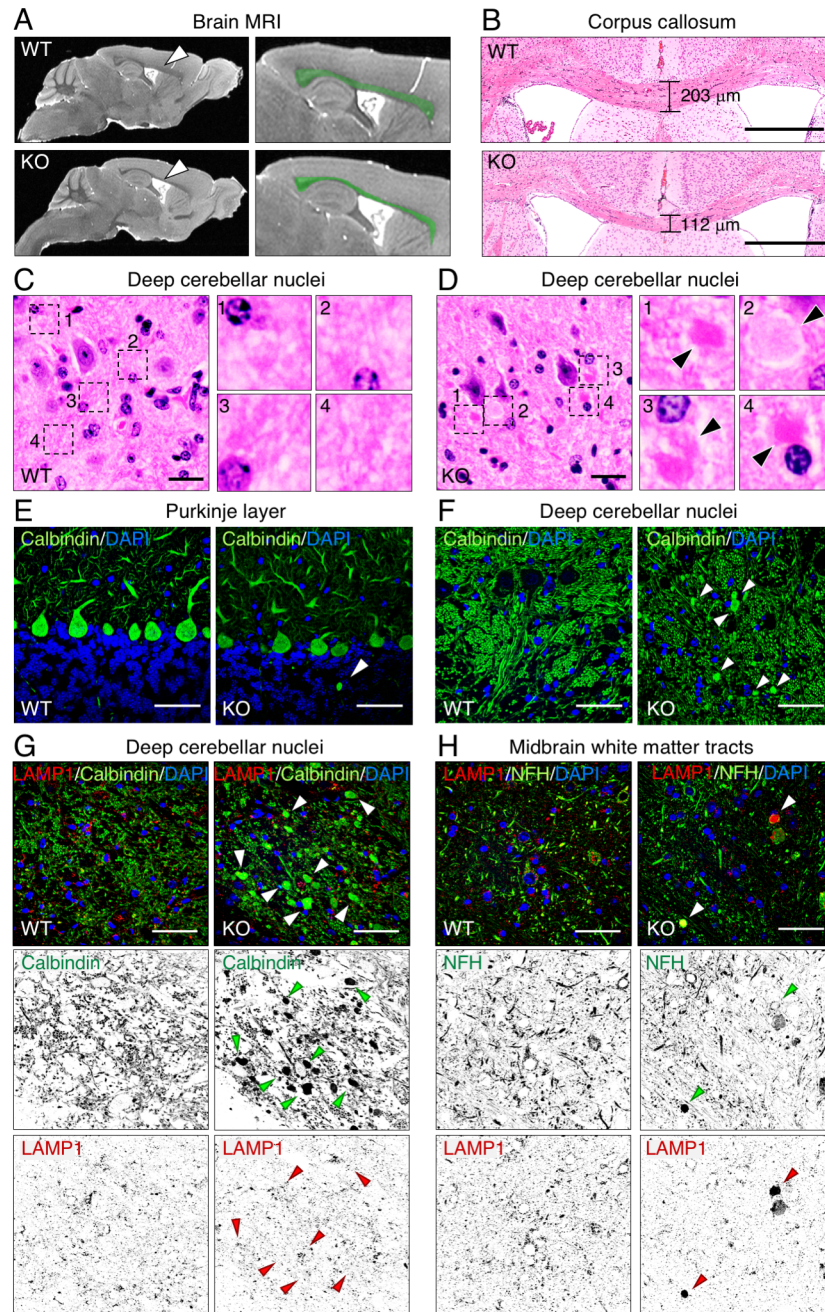 A
Brain MRI
WT
KO
B
Corpus callosum
WT
203 μm
KO
112 μm
C
Deep cerebellar nuclei
1
2
3
4
WT
1
2
3
4
D
Deep cerebellar nuclei
1
2
3
4
KO
1
2
3
4
E
Purkinje layer
Calbindin/DAPI
WT
Calbindin/DAPI
KO
F
Deep cerebellar nuclei
Calbindin/DAPI
WT
Calbindin/DAPI
KO
G
Deep cerebellar nuclei
LAMP1/Calbindin/DAPI
WT
LAMP1/Calbindin/DAPI
KO
Calbindin
Calbindin
LAMP1
LAMP1
H
Midbrain white matter tracts
LAMP1/NFH/DAPI
WT
LAMP1/NFH/DAPI
KO
NFH
NFH
LAMP1
LAMP1